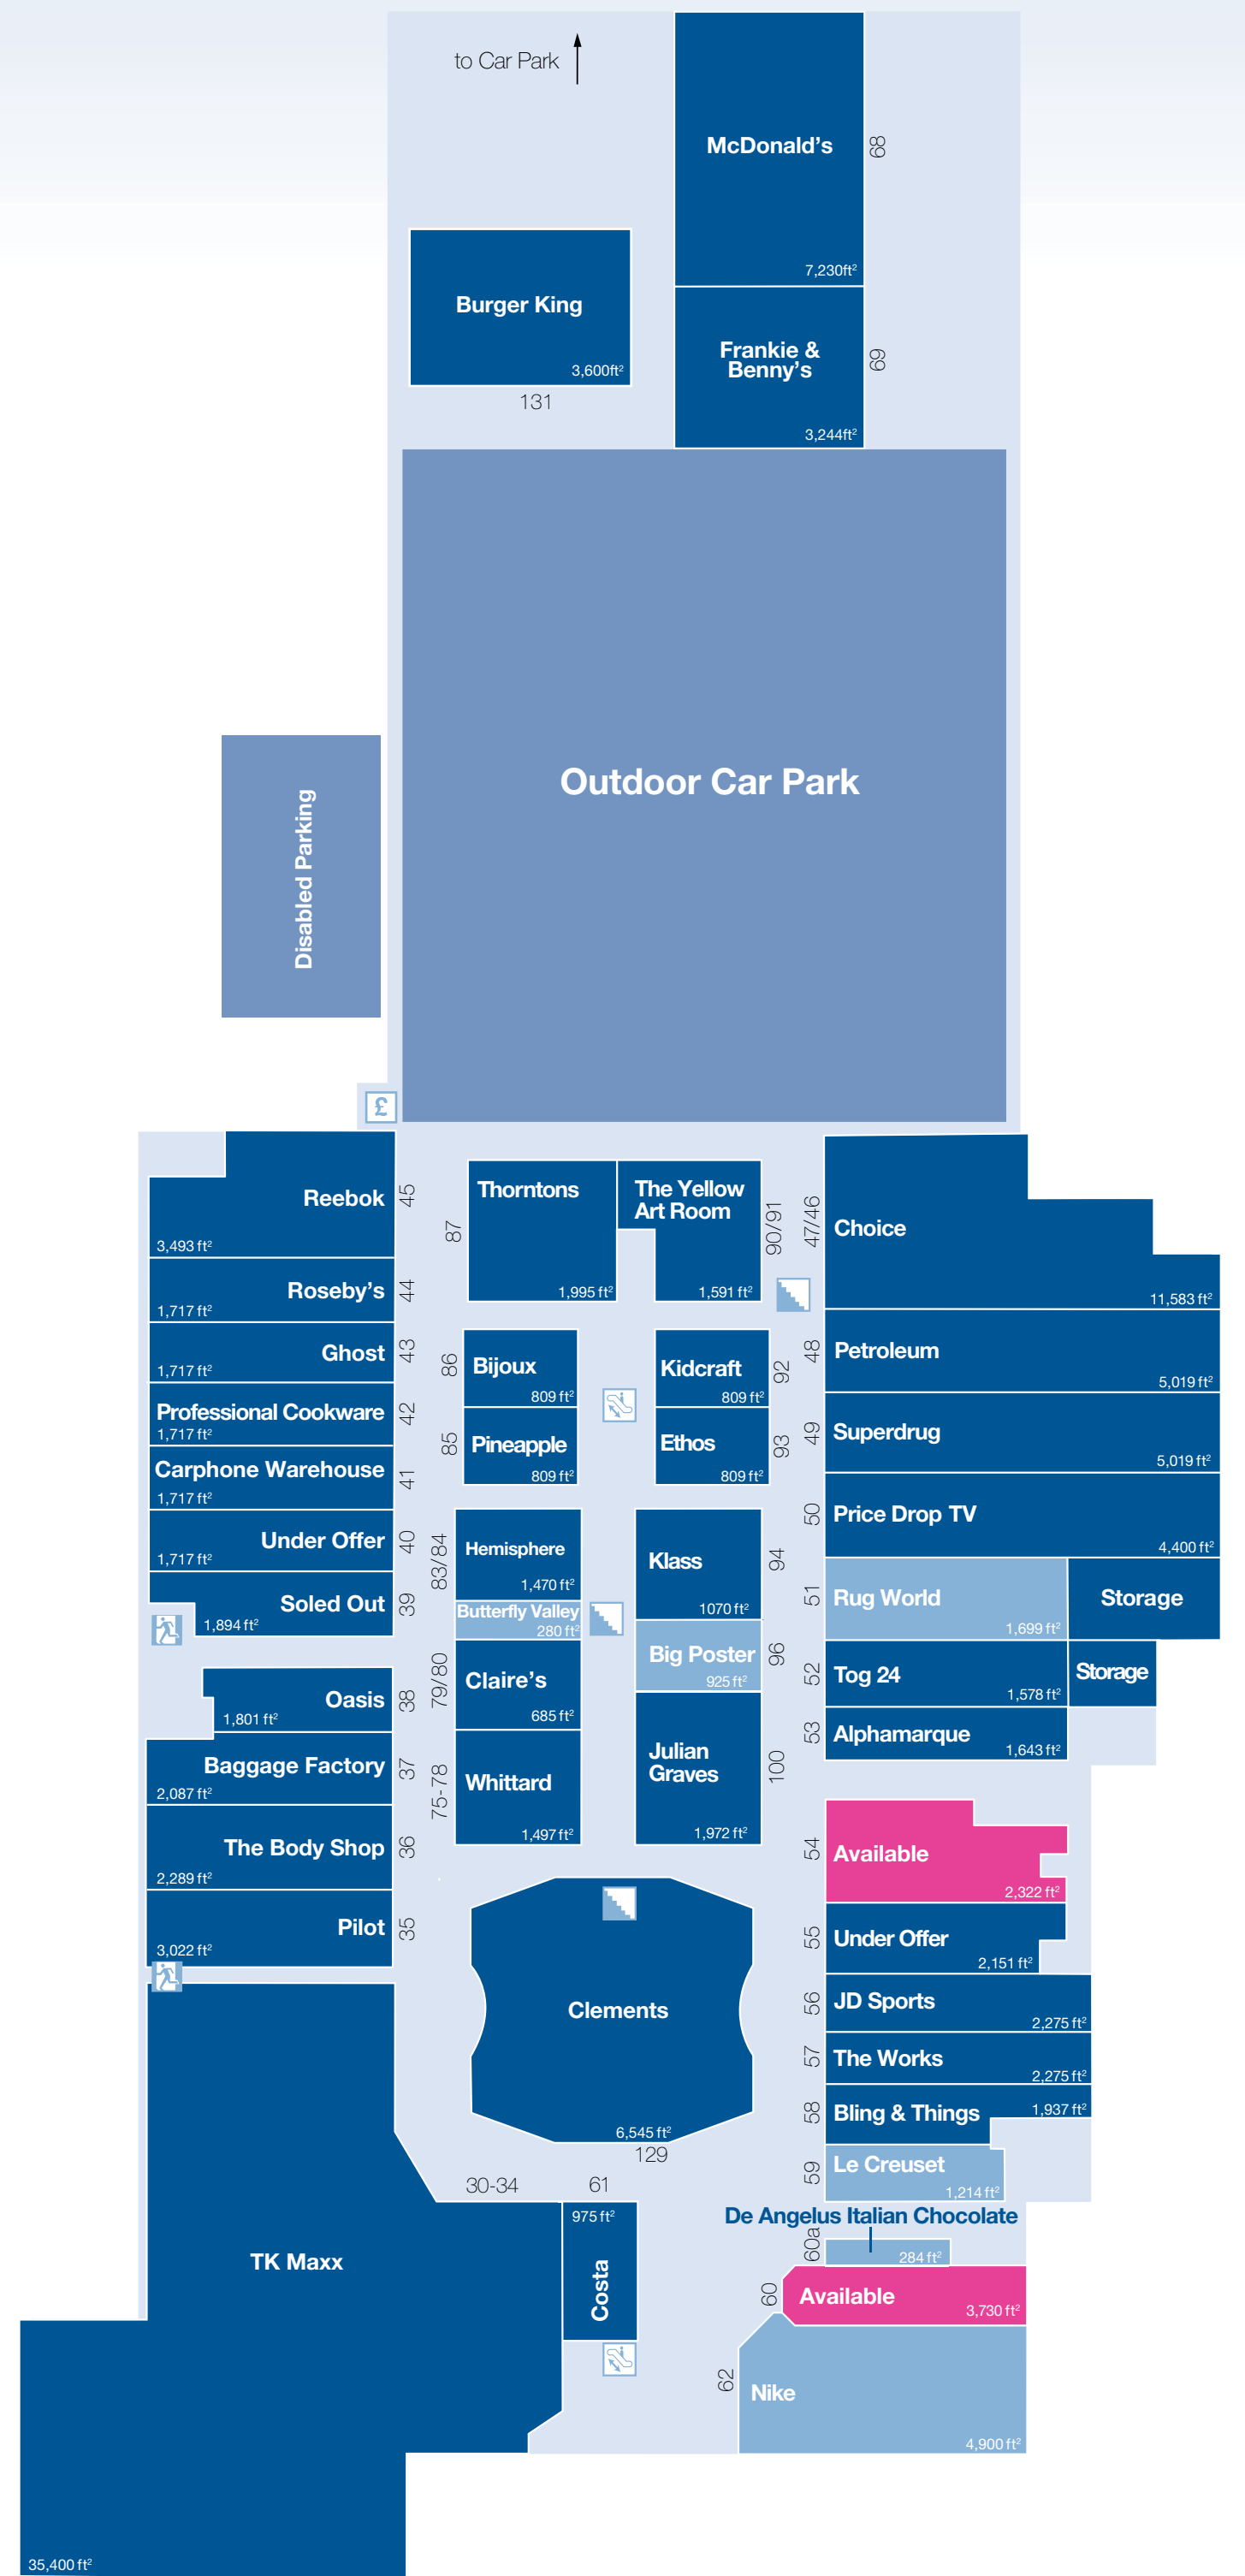 to Car Park
McDonald's
68
7,230ft²
Burger King
3,600ft²
131
Frankie &
Benny's
69
3,244ft²
Outdoor Car Park
Disabled Parking
£
Reebok
45
3,493 ft²
Roseby's
44
1,717 ft²
Ghost
43
1,717 ft²
Professional Cookware
42
1,717 ft²
Carphone Warehouse
41
1,717 ft²
Under Offer
40
1,717 ft²
Soled Out
39
1,894 ft²
Oasis
38
1,801 ft²
Baggage Factory
37
2,087 ft²
The Body Shop
36
2,289 ft²
Pilot
35
3,022 ft²
TK Maxx
30-34
35,400 ft²
Thorntons
87
1,995 ft²
The Yellow
Art Room
90/91
1,591 ft²
Bijoux
86
809 ft²
Pineapple
85
809 ft²
Kidcraft
92
809 ft²
Ethos
93
809 ft²
Hemisphere
83/84
1,470 ft²
Butterfly Valley
280 ft²
Claire's
79/80
685 ft²
Whittard
75-78
1,497 ft²
Klass
94
1070 ft²
Big Poster
96
925 ft²
Julian
Graves
100
1,972 ft²
Clements
6,545 ft²
129
61
975 ft²
Costa
47/46
Choice
11,583 ft²
48
Petroleum
5,019 ft²
49
Superdrug
5,019 ft²
50
Price Drop TV
4,400 ft²
51
Rug World
1,699 ft²
Storage
52
Tog 24
1,578 ft²
Storage
53
Alphamarque
1,643 ft²
54
Available
2,322 ft²
55
Under Offer
2,151 ft²
56
JD Sports
2,275 ft²
57
The Works
2,275 ft²
58
Bling & Things
1,937 ft²
59
Le Creuset
1,214 ft²
De Angelus Italian Chocolate
60a
284 ft²
60
Available
3,730 ft²
62
Nike
4,900 ft²